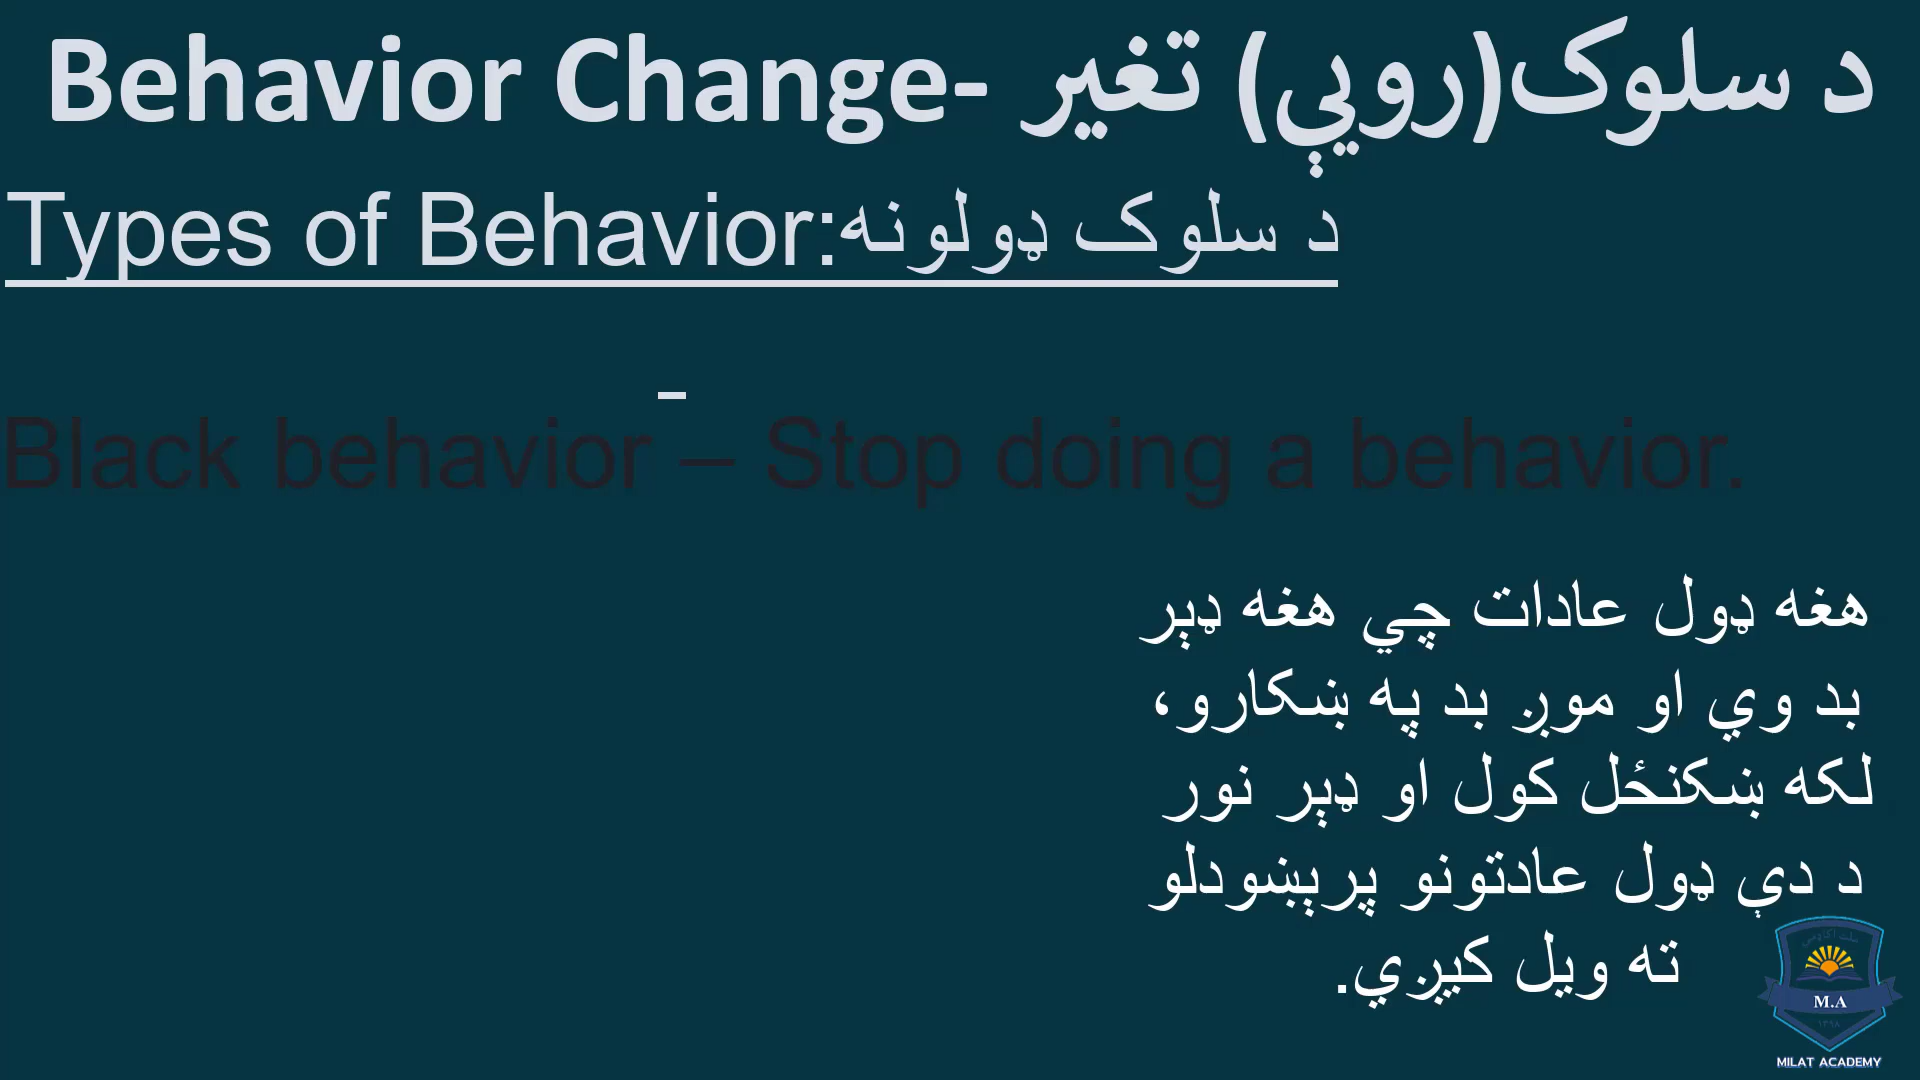 Behavior Change- د سلوک(رويې) تغير
Types of Behavior:د سلوک ډولونه
Black behavior – Stop doing a behavior.
هغه ډول عادات چي هغه ډېر
بد وي او موږ بد په ښکارو،
لکه ښکنځل کول او ډېر نور
د دې ډول عادتونو پرېښودلو
ته ويل کيږي.
M.A
۱۳۹۸
MILAT ACADEMY